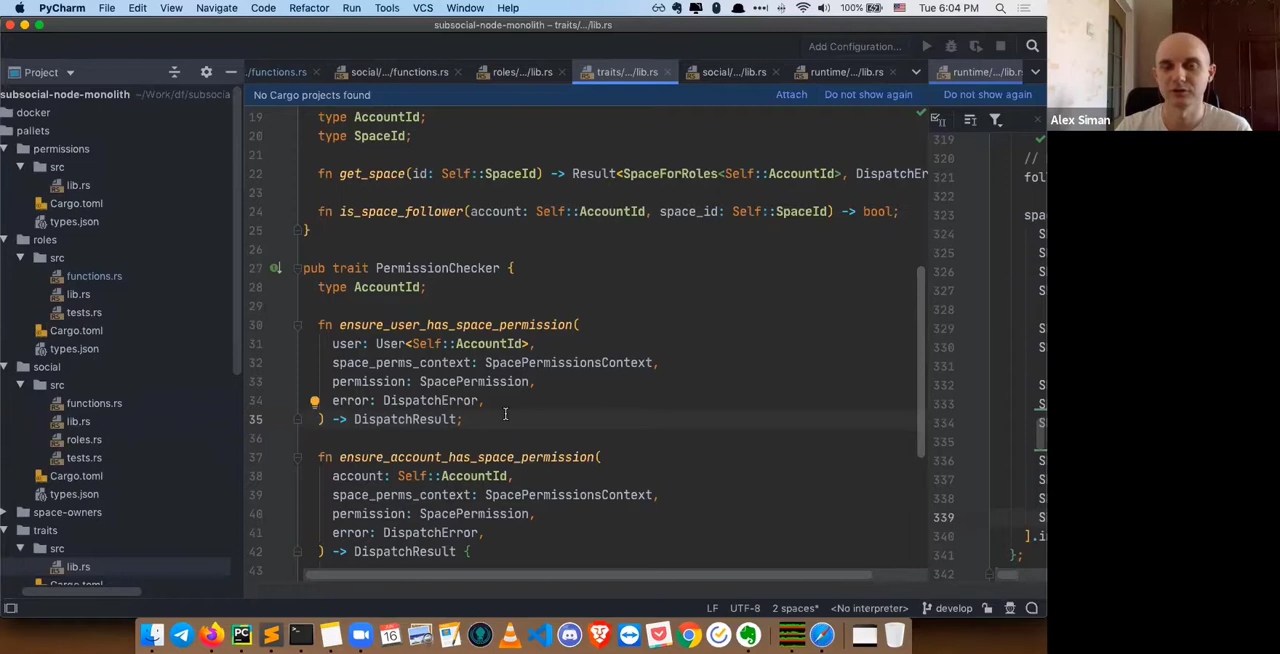 PyCharm File Edit View Navigate Code Refactor Run Tools VCS Window Help 100% Tue 6:04 PM
subsocial-node-monolith – traits/.../lib.rs
Add Configuration...
Project
.../functions.rs social/.../functions.rs roles/.../lib.rs traits/.../lib.rs social/.../lib.rs runtime/.../lib.rs runtime/.../lib.rs
No Cargo projects found Attach Do not show again Do not show again
subsocial-node-monolith ~/Work/df/subsocia
docker
pallets
permissions
src
lib.rs
Cargo.toml
types.json
roles
src
functions.rs
lib.rs
tests.rs
Cargo.toml
types.json
social
src
functions.rs
lib.rs
roles.rs
tests.rs
Cargo.toml
types.json
space-owners
traits
src
lib.rs
Cargo.toml
19 type AccountId;
20 type SpaceId;
21
22 fn get_space(id: Self::SpaceId) -> Result<SpaceForRoles<Self::AccountId>, DispatchEr
23
24 fn is_space_follower(account: Self::AccountId, space_id: Self::SpaceId) -> bool;
25 }
26
27 pub trait PermissionChecker {
28 type AccountId;
29
30 fn ensure_user_has_space_permission(
31 user: User<Self::AccountId>,
32 space_perms_context: SpacePermissionsContext,
33 permission: SpacePermission,
34 error: DispatchError,
35 ) -> DispatchResult;
36
37 fn ensure_account_has_space_permission(
38 account: Self::AccountId,
39 space_perms_context: SpacePermissionsContext,
40 permission: SpacePermission,
41 error: DispatchError,
42 ) -> DispatchResult {
43
319
320 //
321 fol
322
323 spac
324 S
325 S
326 S
327 S
328
329 S
330 S
331
332 S
333 S
334 S
335
336 S
337 S
338 S
339 S
340 ].in
341 };
342
Alex Siman
LF UTF-8 2 spaces* <No interpreter> develop
16